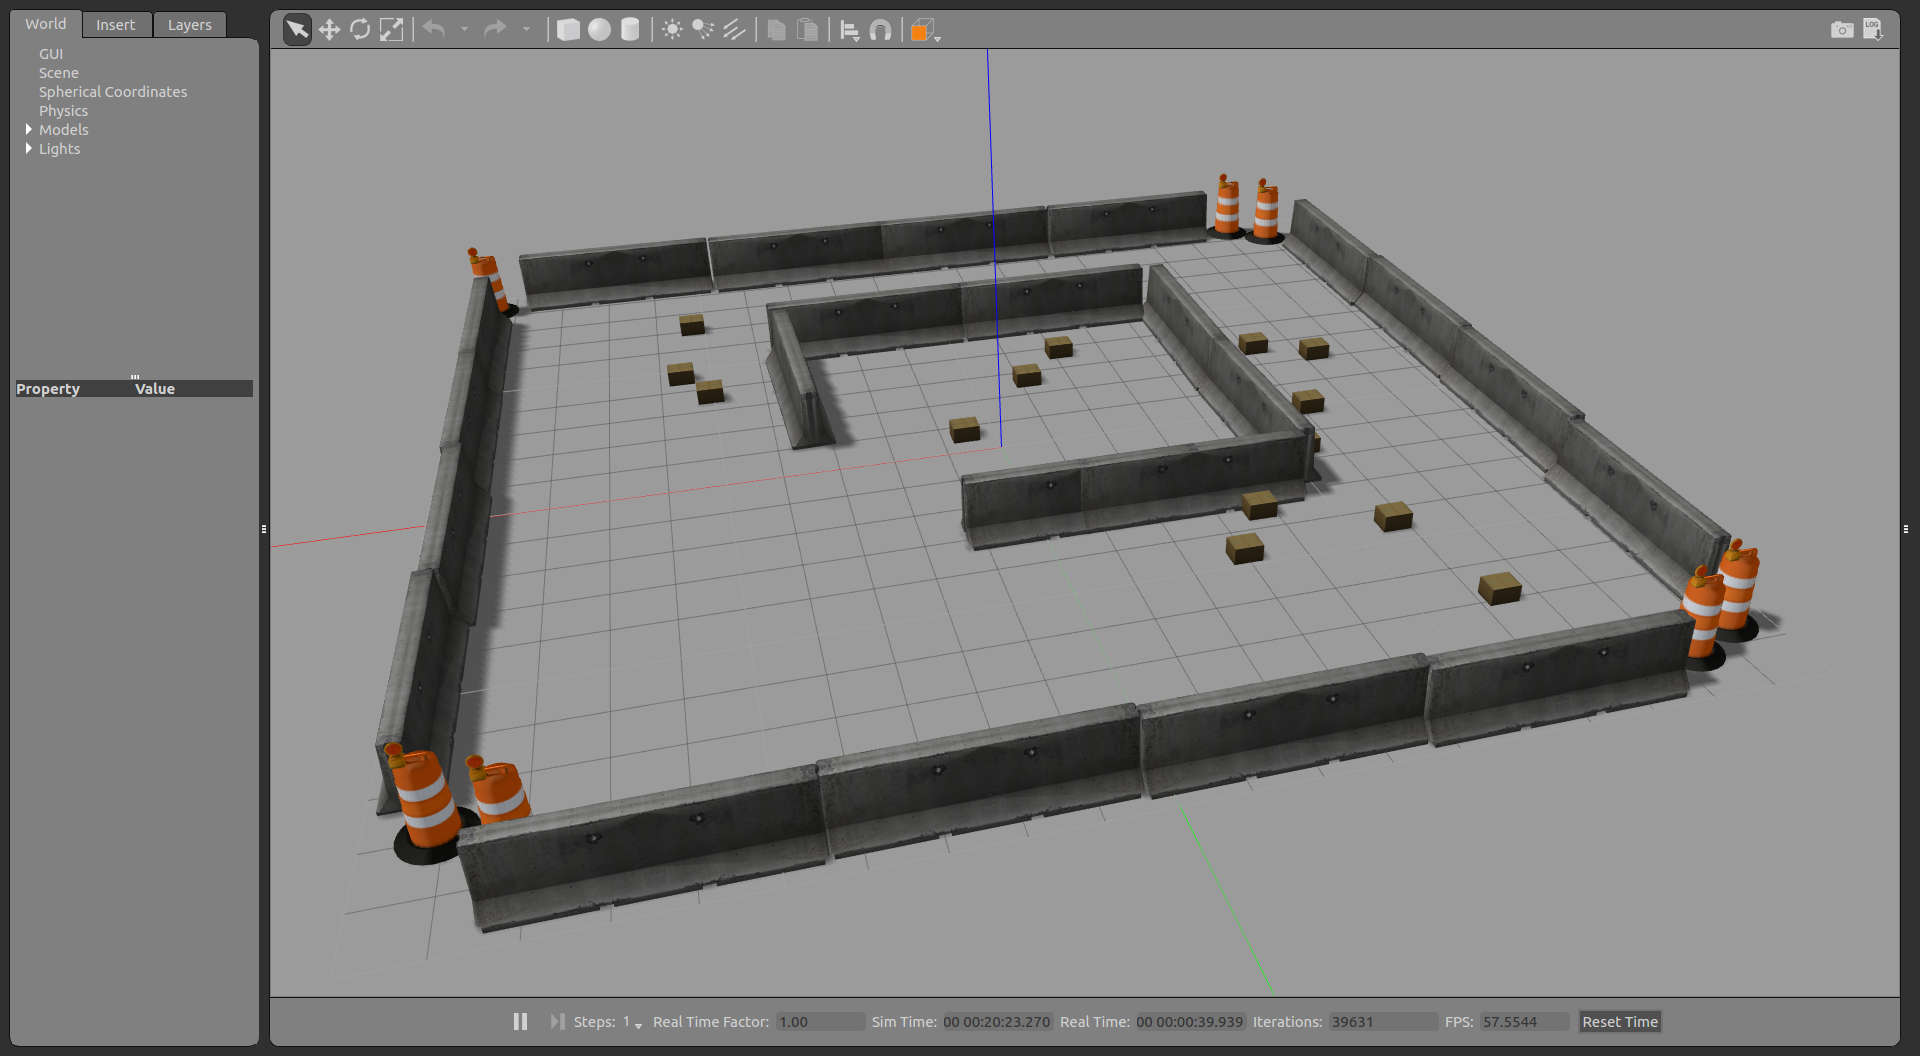 World Insert Layers
LOG
GUI
Scene
Spherical Coordinates
Physics
Models
Lights
Property Value
Steps: 1 Real Time Factor: 1.00 Sim Time: 00 00:20:23.270 Real Time: 00 00:00:39.939 Iterations: 39631 FPS: 57.5544 Reset Time